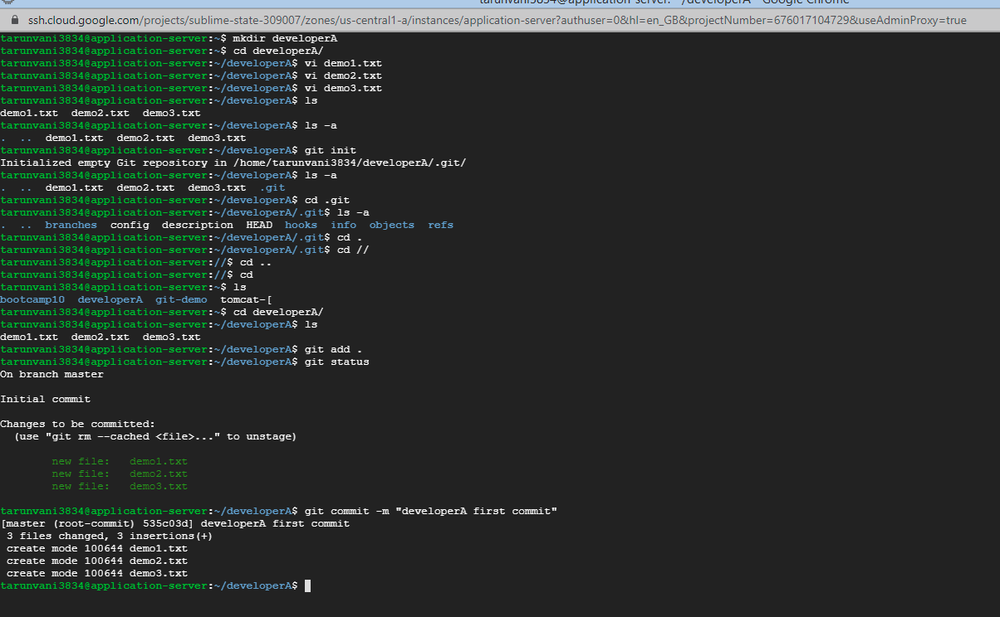 tarunvani3834@application-server: ~/developerA - Google Chrome
ssh.cloud.google.com/projects/sublime-state-309007/zones/us-central1-a/instances/application-server?authuser=0&hl=en_GB&projectNumber=676017104729&useAdminProxy=true
tarunvani3834@application-server:~$ mkdir developerA
tarunvani3834@application-server:~$ cd developerA/
tarunvani3834@application-server:~/developerA$ vi demo1.txt
tarunvani3834@application-server:~/developerA$ vi demo2.txt
tarunvani3834@application-server:~/developerA$ vi demo3.txt
tarunvani3834@application-server:~/developerA$ ls
demo1.txt  demo2.txt  demo3.txt
tarunvani3834@application-server:~/developerA$ ls -a
.  ..  demo1.txt  demo2.txt  demo3.txt
tarunvani3834@application-server:~/developerA$ git init
Initialized empty Git repository in /home/tarunvani3834/developerA/.git/
tarunvani3834@application-server:~/developerA$ ls -a
.  ..  demo1.txt  demo2.txt  demo3.txt  .git
tarunvani3834@application-server:~/developerA$ cd .git
tarunvani3834@application-server:~/developerA/.git$ ls -a
.  ..  branches  config  description  HEAD  hooks  info  objects  refs
tarunvani3834@application-server:~/developerA/.git$ cd .
tarunvani3834@application-server:~/developerA/.git$ cd //
tarunvani3834@application-server://$ cd ..
tarunvani3834@application-server://$ cd
tarunvani3834@application-server:~$ ls
bootcamp10  developerA  git-demo  tomcat-[
tarunvani3834@application-server:~$ cd developerA/
tarunvani3834@application-server:~/developerA$ ls
demo1.txt  demo2.txt  demo3.txt
tarunvani3834@application-server:~/developerA$ git add .
tarunvani3834@application-server:~/developerA$ git status
On branch master
Initial commit
Changes to be committed:
  (use "git rm --cached <file>..." to unstage)
        new file:   demo1.txt
        new file:   demo2.txt
        new file:   demo3.txt
tarunvani3834@application-server:~/developerA$ git commit -m "developerA first commit"
[master (root-commit) 535c03d] developerA first commit
 3 files changed, 3 insertions(+)
 create mode 100644 demo1.txt
 create mode 100644 demo2.txt
 create mode 100644 demo3.txt
tarunvani3834@application-server:~/developerA$